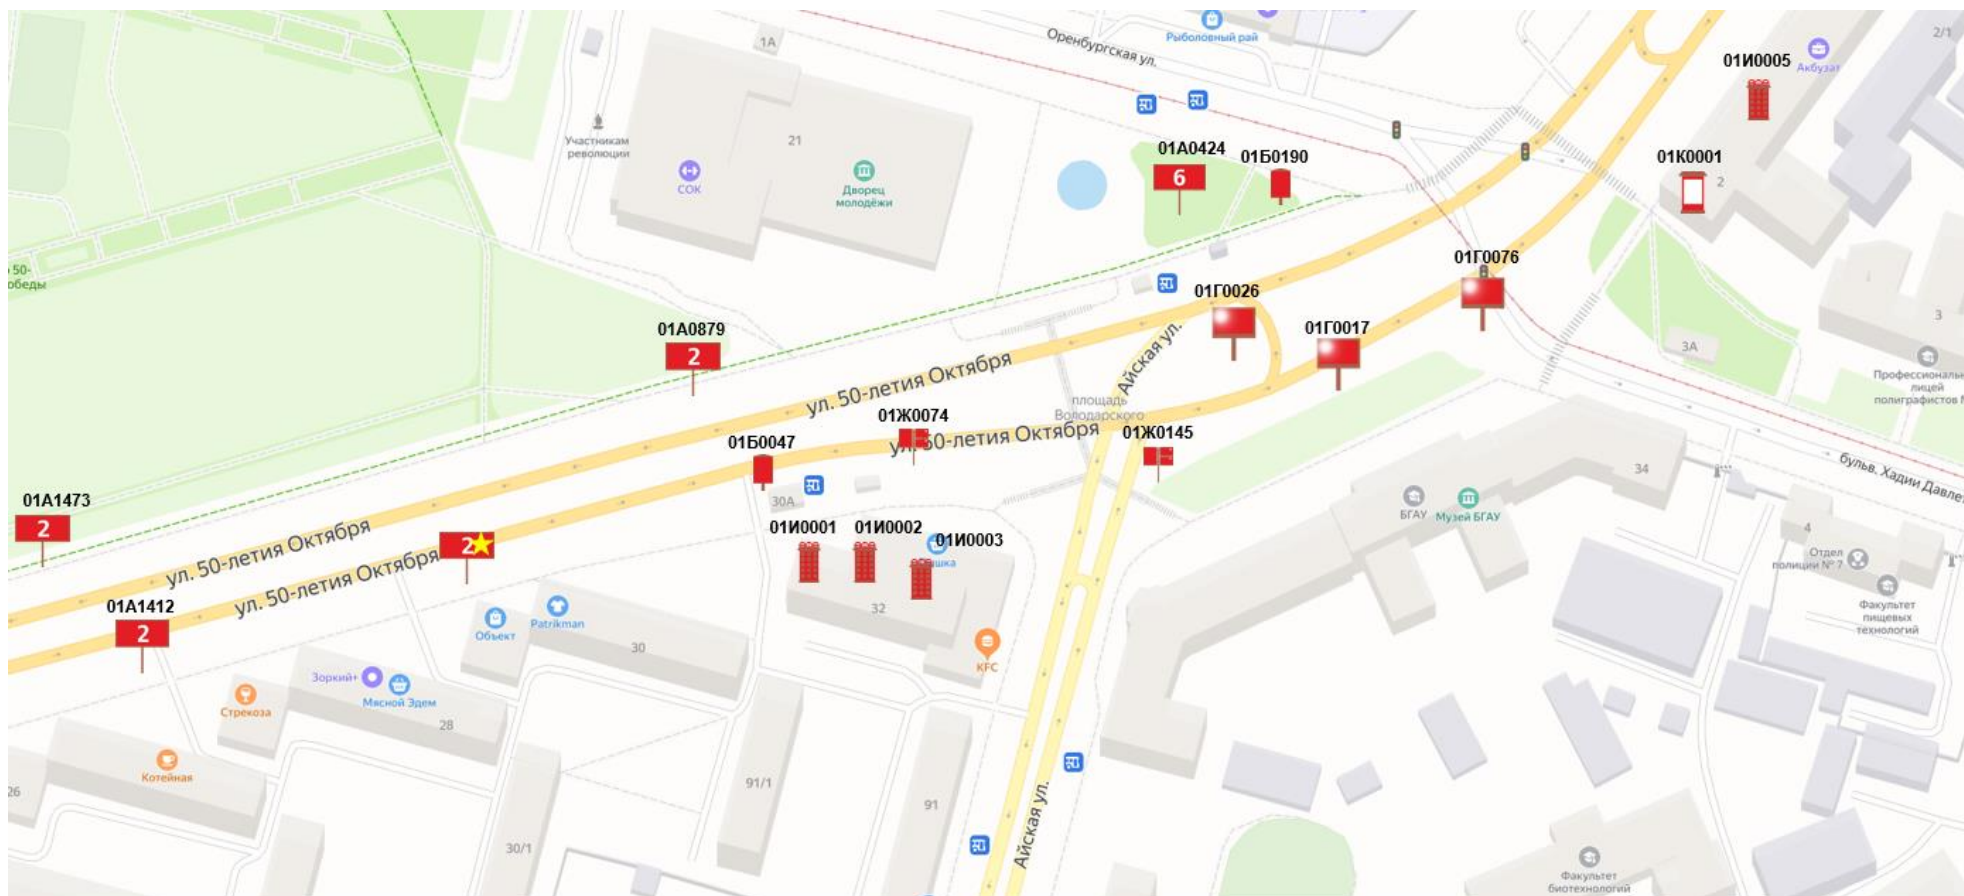 1А
Оренбургская ул.
Рыболовный рай
2/1
Акбузат
01И0005
Участникам
революции
21
СОК
Дворец
молодёжи
01А0424
6
01Б0190
01К0001
2
50-
обеды
01Г0076
01Г0026
01Г0017
3
3А
01А0879
2
ул. 50-летия Октября
Айская ул.
площадь
Володарского
01Ж0074
ул. 50-летия Октября
01Ж0145
01Б0047
30А
34
БГАУ
Музей БГАУ
бульв. Хадии Давле
лицей
полиграфистов
01А1473
2
ул. 50-летия Октября
2
ул. 50-летия Октября
01И0001
01И0002
01И0003
32
4
Отдел
полиции № 7
Факультет
пищевых
технологий
01А1412
2
Объект
Patrikman
30
KFC
Зоркий+
Мясной Эдем
Стрекоза
28
Котейная
26
91/1
91
30/1
Айская ул.
Факультет
биотехнологий